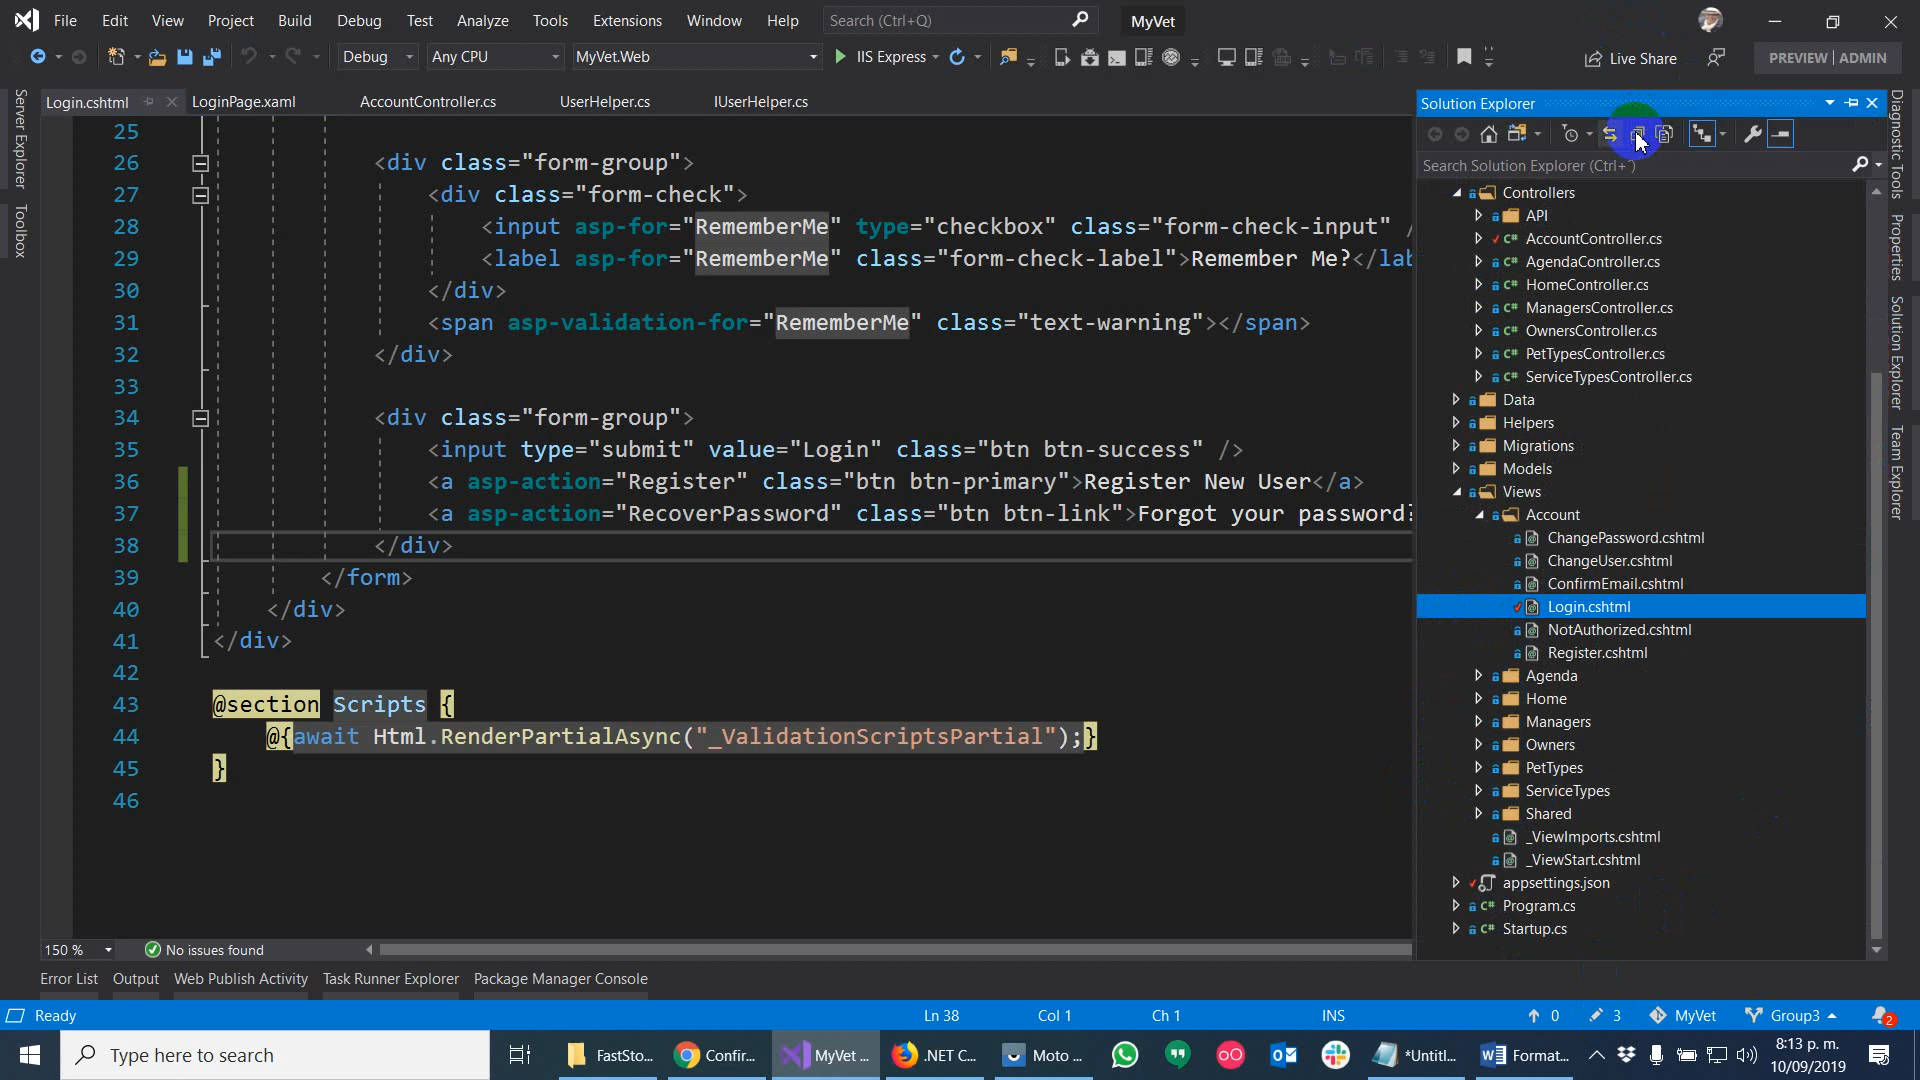 File Edit View Project Build Debug Test Analyze Tools Extensions Window Help Search (Ctrl+Q) MyVet
Debug Any CPU MyVet.Web IIS Express Live Share PREVIEW ADMIN
Server Explorer
Toolbox
Login.cshtml LoginPage.xaml AccountController.cs UserHelper.cs IUserHelper.cs
25
26 <div class="form-group">
27 <div class="form-check">
28 <input asp-for="RememberMe" type="checkbox" class="form-check-input" /
29 <label asp-for="RememberMe" class="form-check-label">Remember Me?</lab
30 </div>
31 <span asp-validation-for="RememberMe" class="text-warning"></span>
32 </div>
33
34 <div class="form-group">
35 <input type="submit" value="Login" class="btn btn-success" />
36 <a asp-action="Register" class="btn btn-primary">Register New User</a>
37 <a asp-action="RecoverPassword" class="btn btn-link">Forgot your password?
38 </div>
39 </form>
40 </div>
41 </div>
42
43 @section Scripts {
44 @{await Html.RenderPartialAsync("_ValidationScriptsPartial");}
45 }
46
150 % No issues found
Solution Explorer
Search Solution Explorer (Ctrl+')
Controllers
API
AccountController.cs
AgendaController.cs
HomeController.cs
ManagersController.cs
OwnersController.cs
PetTypesController.cs
ServiceTypesController.cs
Data
Helpers
Migrations
Models
Views
Account
ChangePassword.cshtml
ChangeUser.cshtml
ConfirmEmail.cshtml
Login.cshtml
NotAuthorized.cshtml
Register.cshtml
Agenda
Home
Managers
Owners
PetTypes
ServiceTypes
Shared
_ViewImports.cshtml
_ViewStart.cshtml
appsettings.json
Program.cs
Startup.cs
Diagnostic Tools
Properties
Solution Explorer
Team Explorer
Error List Output Web Publish Activity Task Runner Explorer Package Manager Console
Ready Ln 38 Col 1 Ch 1 INS 0 3 MyVet Group3 2
Type here to search FastSto... Confir... MyVet ... .NET C... Moto ... *Untitl... Format... 8:13 p. m.
10/09/2019